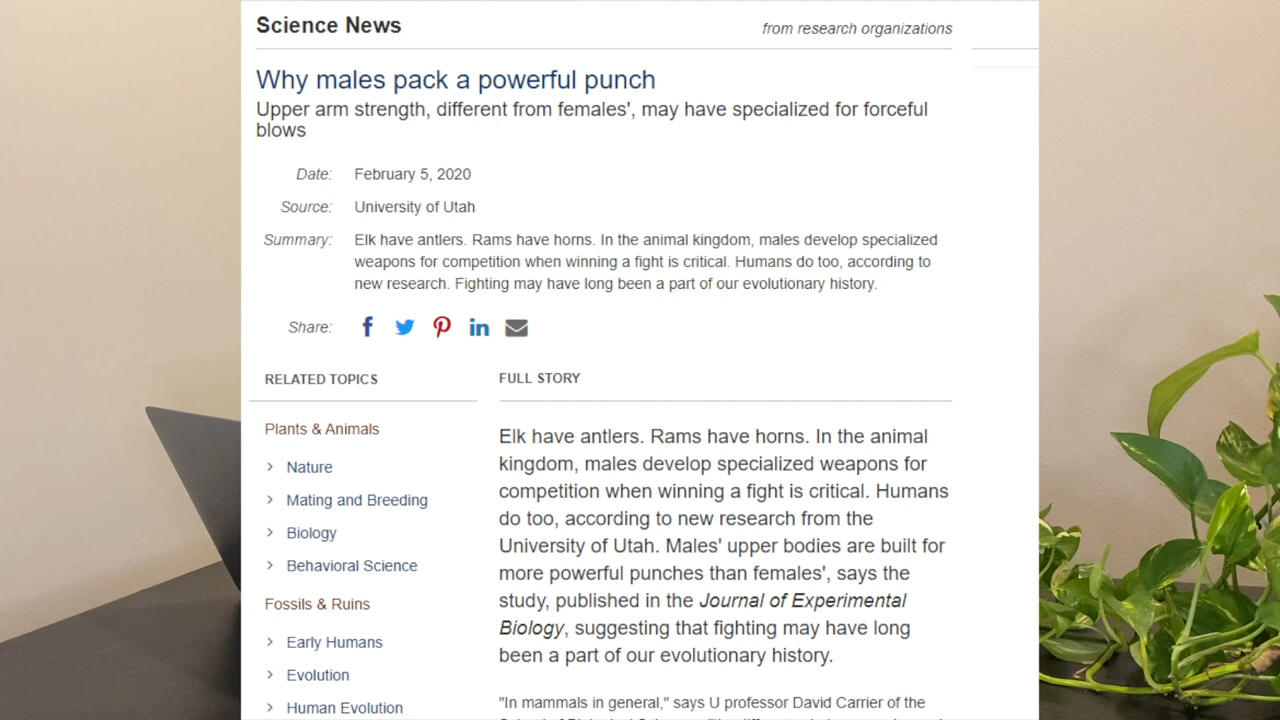 Science News
from research organizations
Why males pack a powerful punch
Upper arm strength, different from females', may have specialized for forceful
blows
Date: February 5, 2020
Source: University of Utah
Summary: Elk have antlers. Rams have horns. In the animal kingdom, males develop specialized
weapons for competition when winning a fight is critical. Humans do too, according to
new research. Fighting may have long been a part of our evolutionary history.
Share:
RELATED TOPICS
Plants & Animals
Nature
Mating and Breeding
Biology
Behavioral Science
Fossils & Ruins
Early Humans
Evolution
Human Evolution
FULL STORY
Elk have antlers. Rams have horns. In the animal
kingdom, males develop specialized weapons for
competition when winning a fight is critical. Humans
do too, according to new research from the
University of Utah. Males' upper bodies are built for
more powerful punches than females', says the
study, published in the Journal of Experimental
Biology, suggesting that fighting may have long
been a part of our evolutionary history.
"In mammals in general," says U professor David Carrier of the